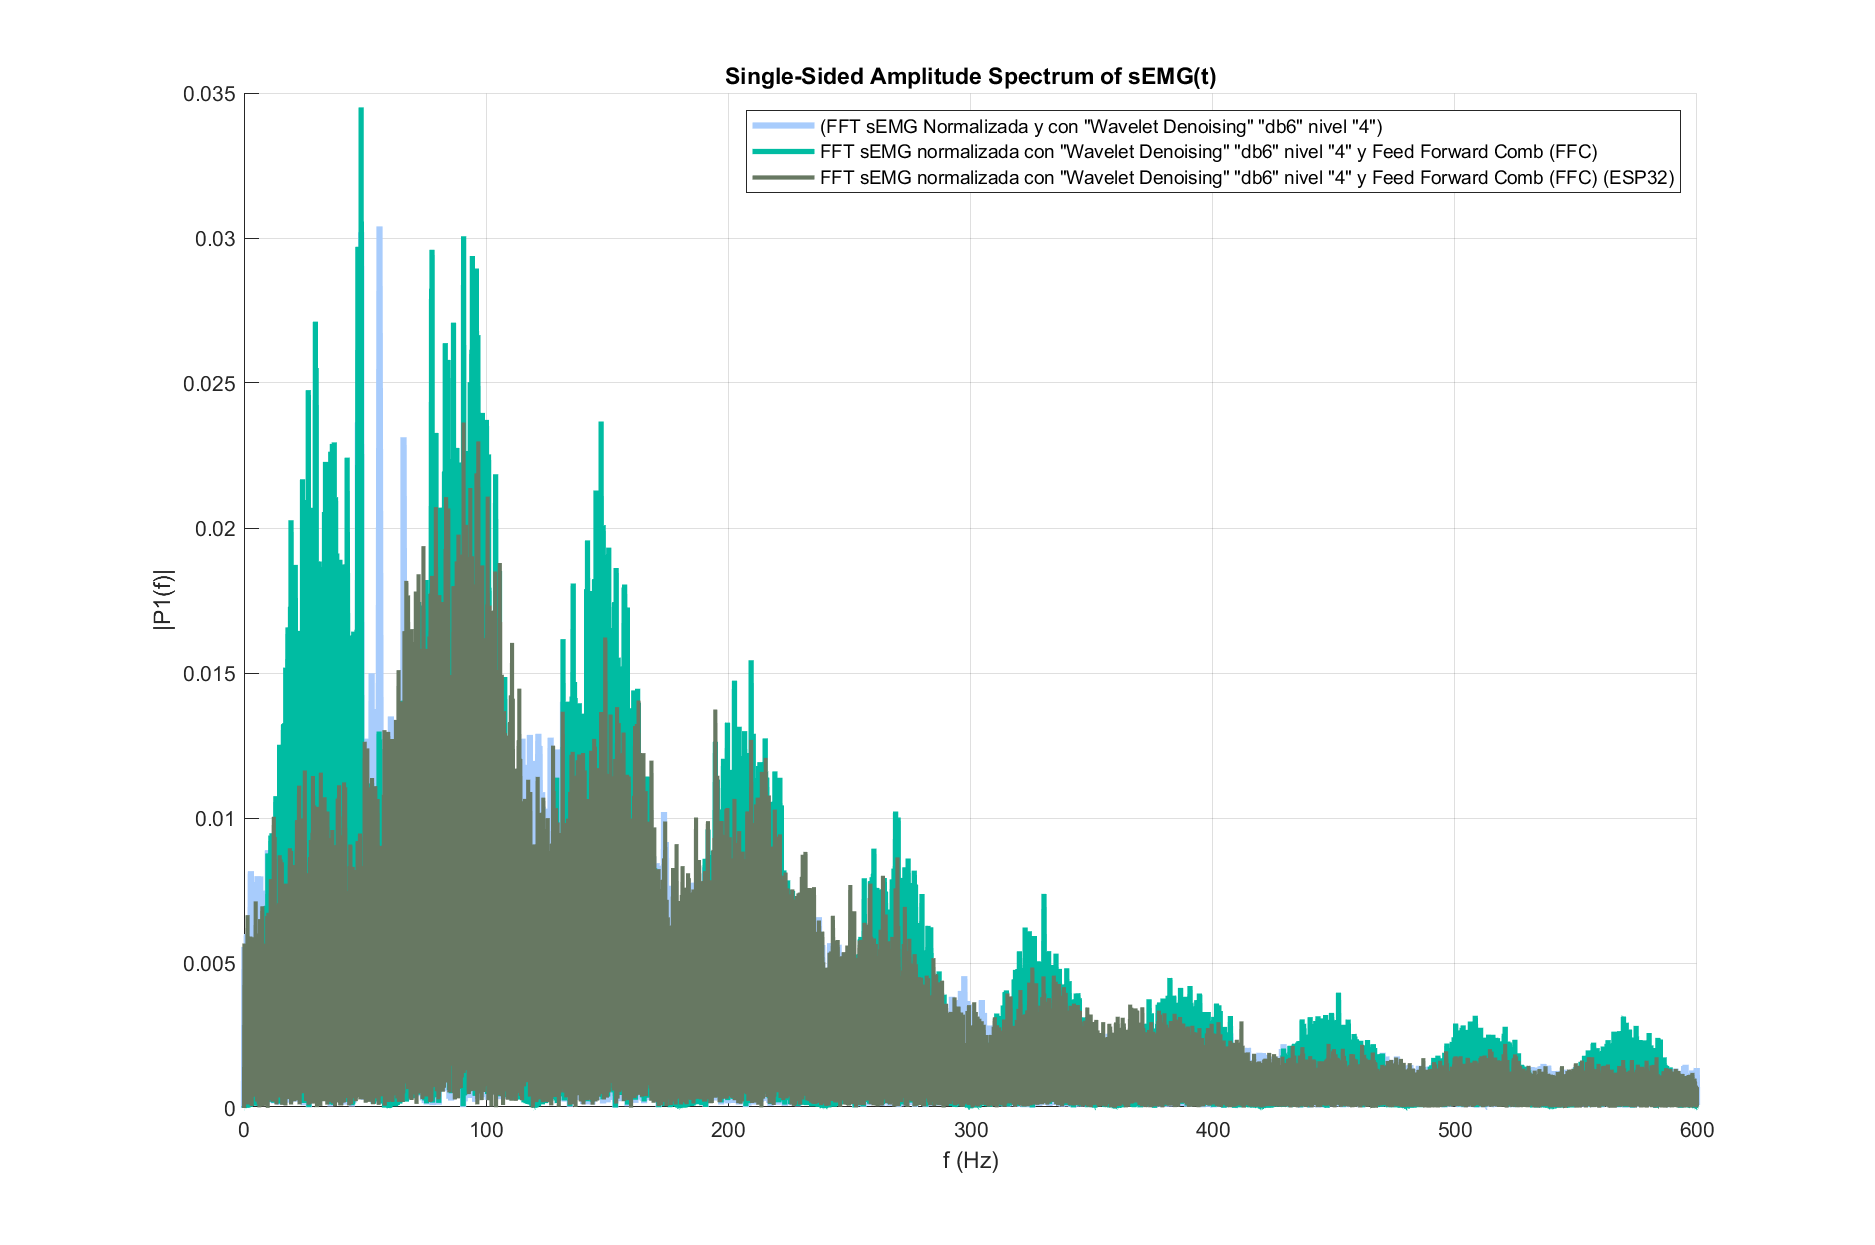 Single-Sided Amplitude Spectrum of sEMG(t)
(FFT sEMG Normalizada y con "Wavelet Denoising" "db6" nivel "4")
FFT sEMG normalizada con "Wavelet Denoising" "db6" nivel "4" y Feed Forward Comb (FFC)
FFT sEMG normalizada con "Wavelet Denoising" "db6" nivel "4" y Feed Forward Comb (FFC) (ESP32)
|P1(f)|
0.035
0.03
0.025
0.02
0.015
0.01
0.005
0
0 100 200 300 400 500 600
f (Hz)